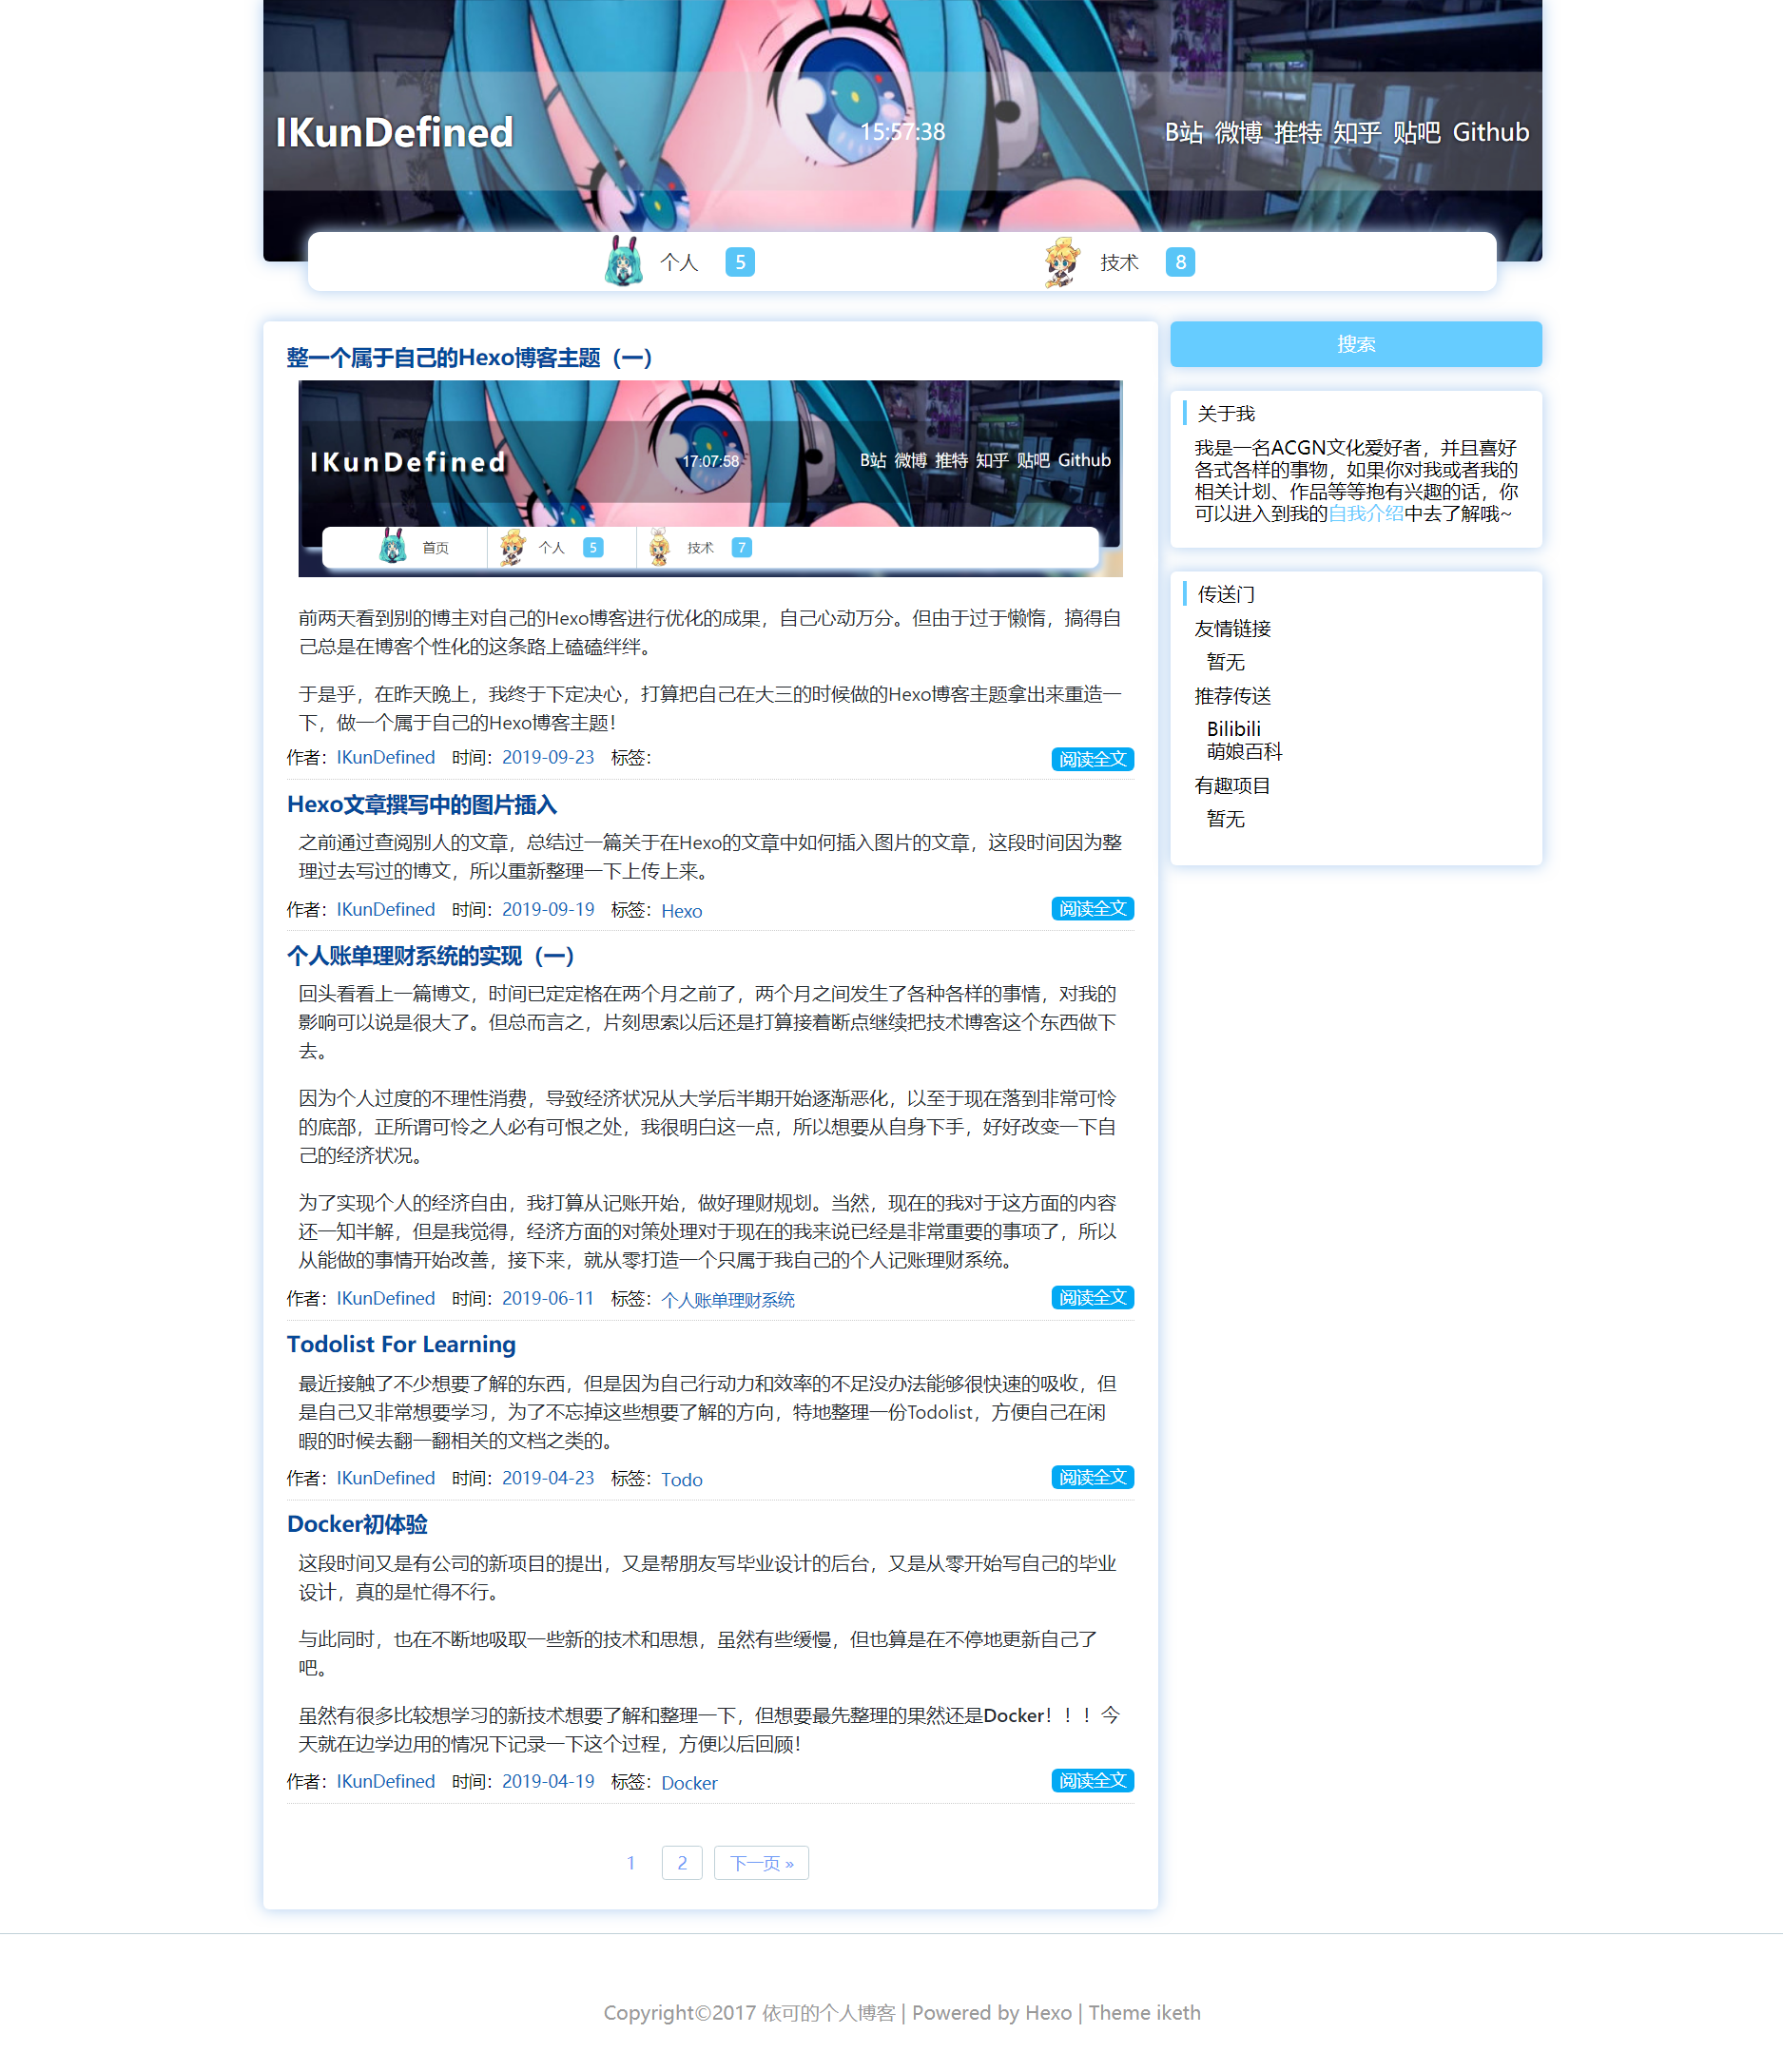 IKunDefined
15:57:38
B站 微博 推特 知乎 贴吧 Github
个人 5
技术 8
整一个属于自己的Hexo博客主题（一）
IKunDefined
17:07:58
B站 微博 推特 知乎 贴吧 Github
首页
个人 5
技术 7
前两天看到别的博主对自己的Hexo博客进行优化的成果，自己心动万分。但由于过于懒惰，搞得自
己总是在博客个性化的这条路上磕磕绊绊。
于是乎，在昨天晚上，我终于下定决心，打算把自己在大三的时候做的Hexo博客主题拿出来重造一
下，做一个属于自己的Hexo博客主题！
作者：IKunDefined 时间：2019-09-23 标签：
阅读全文
Hexo文章撰写中的图片插入
之前通过查阅别人的文章，总结过一篇关于在Hexo的文章中如何插入图片的文章，这段时间因为整
理过去写过的博文，所以重新整理一下上传上来。
作者：IKunDefined 时间：2019-09-19 标签：Hexo
阅读全文
个人账单理财系统的实现（一）
回头看看上一篇博文，时间已定定格在两个月之前了，两个月之间发生了各种各样的事情，对我的
影响可以说是很大了。但总而言之，片刻思索以后还是打算接着断点继续把技术博客这个东西做下
去。
因为个人过度的不理性消费，导致经济状况从大学后半期开始逐渐恶化，以至于现在落到非常可怜
的底部，正所谓可怜之人必有可恨之处，我很明白这一点，所以想要从自身下手，好好改变一下自
己的经济状况。
为了实现个人的经济自由，我打算从记账开始，做好理财规划。当然，现在的我对于这方面的内容
还一知半解，但是我觉得，经济方面的对策处理对于现在的我来说已经是非常重要的事项了，所以
从能做的事情开始改善，接下来，就从零打造一个只属于我自己的个人记账理财系统。
作者：IKunDefined 时间：2019-06-11 标签：个人账单理财系统
阅读全文
Todolist For Learning
最近接触了不少想要了解的东西，但是因为自己行动力和效率的不足没办法能够很快速的吸收，但
是自己又非常想要学习，为了不忘掉这些想要了解的方向，特地整理一份Todolist，方便自己在闲
暇的时候去翻一翻相关的文档之类的。
作者：IKunDefined 时间：2019-04-23 标签：Todo
阅读全文
Docker初体验
这段时间又是有公司的新项目的提出，又是帮朋友写毕业设计的后台，又是从零开始写自己的毕业
设计，真的是忙得不行。
与此同时，也在不断地吸取一些新的技术和思想，虽然有些缓慢，但也算是在不停地更新自己了
吧。
虽然有很多比较想学习的新技术想要了解和整理一下，但想要最先整理的果然还是Docker！！！今
天就在边学边用的情况下记录一下这个过程，方便以后回顾！
作者：IKunDefined 时间：2019-04-19 标签：Docker
阅读全文
1 2 下一页 »
搜索
关于我
我是一名ACGN文化爱好者，并且喜好
各式各样的事物，如果你对我或者我的
相关计划、作品等等抱有兴趣的话，你
可以进入到我的自我介绍中去了解哦~
传送门
友情链接
暂无
推荐传送
Bilibili
萌娘百科
有趣项目
暂无
Copyright©2017 依可的个人博客 | Powered by Hexo | Theme iketh